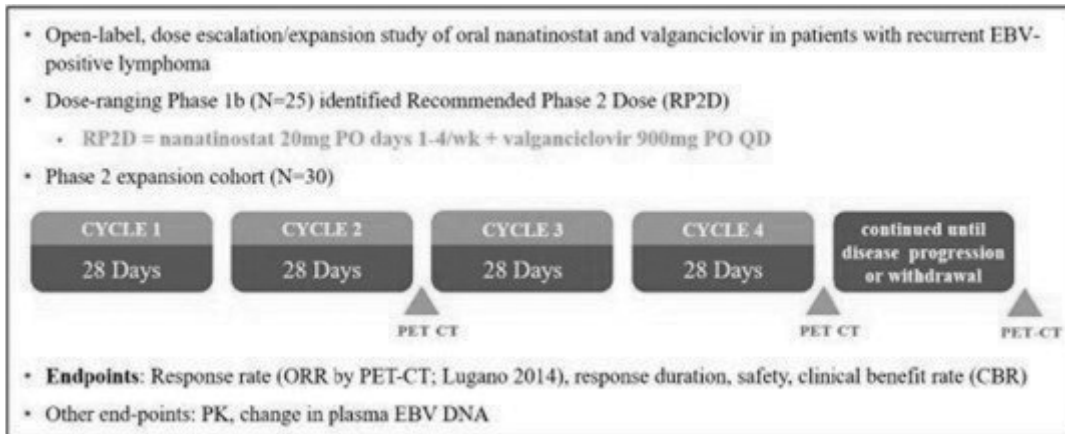 • Open-label, dose escalation/expansion study of oral nanatinostat and valganciclovir in patients with recurrent EBV-
positive lymphoma
• Dose-ranging Phase 1b (N=25) identified Recommended Phase 2 Dose (RP2D)
• RP2D = nanatinostat 20mg PO days 1-4/wk + valganciclovir 900mg PO QD
• Phase 2 expansion cohort (N=30)
CYCLE 1
28 Days
CYCLE 2
28 Days
CYCLE 3
28 Days
CYCLE 4
28 Days
continued until
disease progression
or withdrawal
PET CT
PET CT
PET-CT
• Endpoints: Response rate (ORR by PET-CT; Lugano 2014), response duration, safety, clinical benefit rate (CBR)
• Other end-points: PK, change in plasma EBV DNA